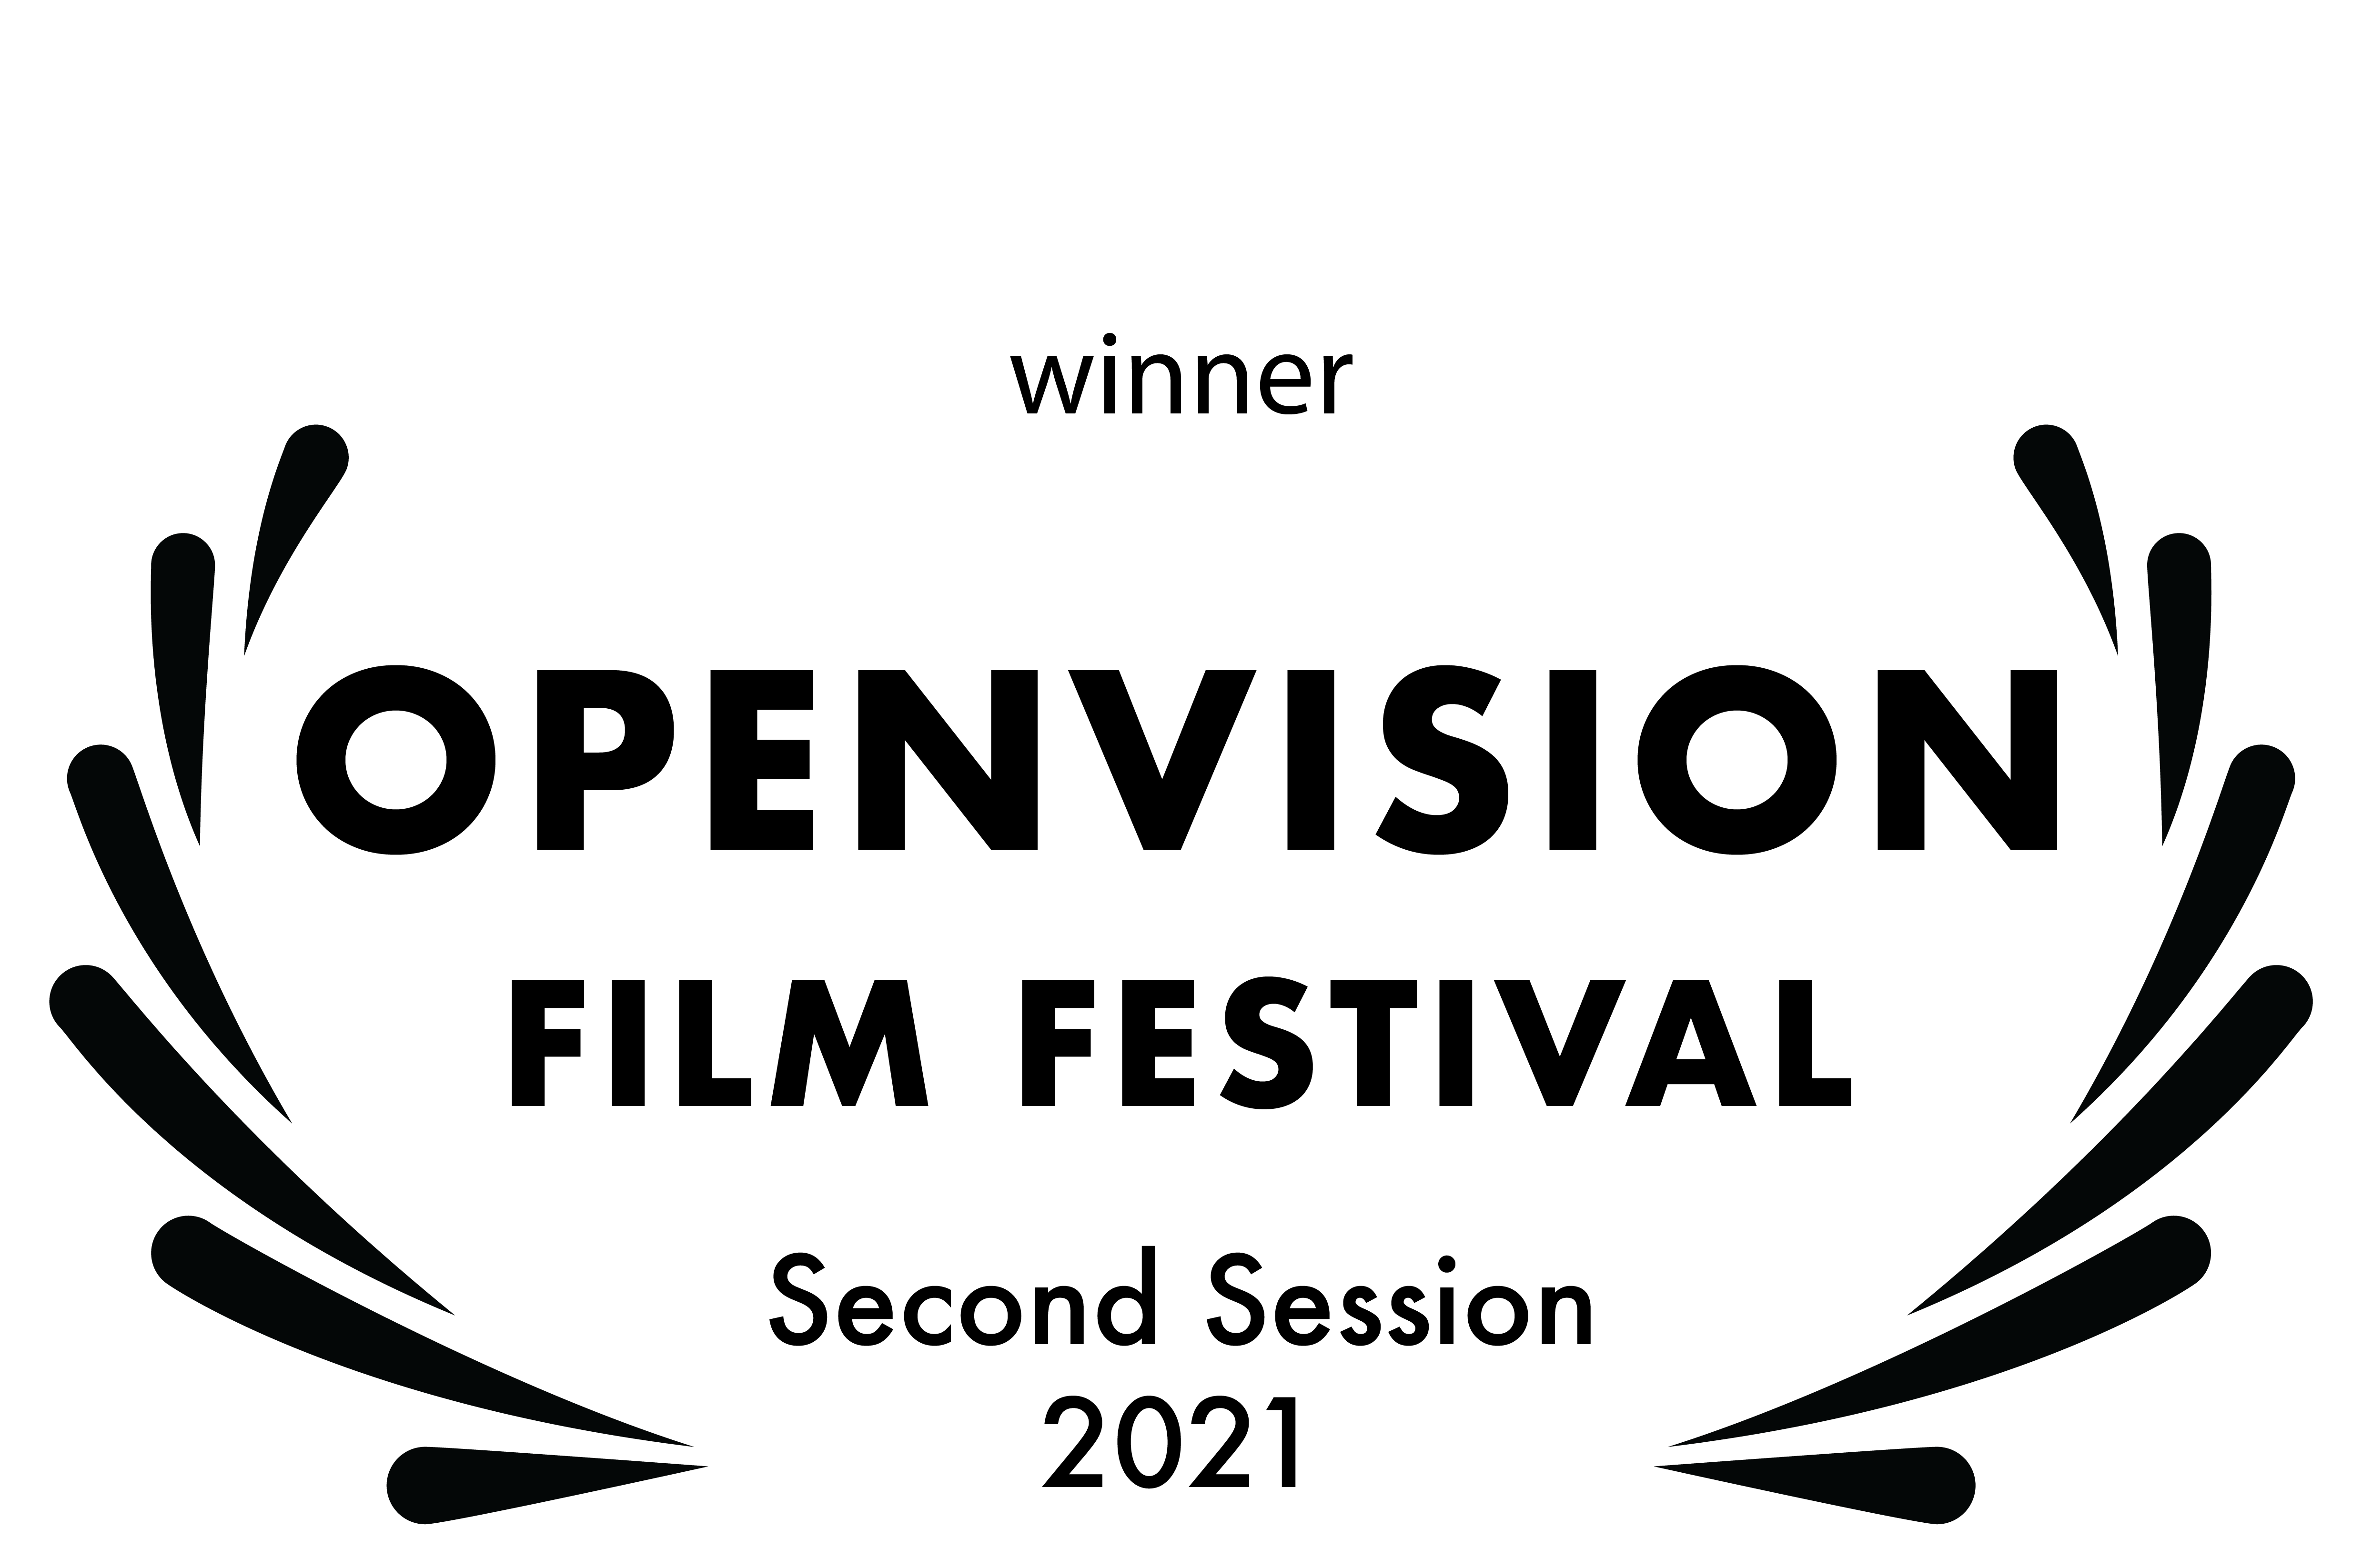 winner
OPENVISION
FILM FESTIVAL
Second Session
2021